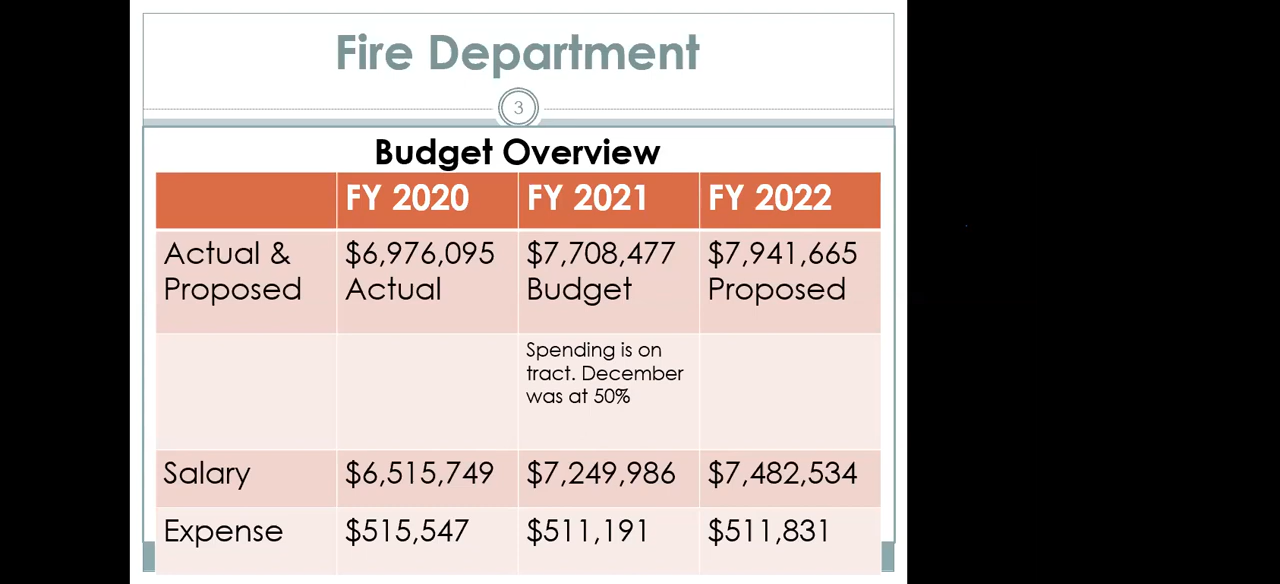 Fire Department
3
Budget Overview
FY 2020 FY 2021 FY 2022
Actual & $6,976,095 $7,708,477 $7,941,665
Proposed Actual Budget Proposed
Spending is on
tract. December
was at 50%
Salary $6,515,749 $7,249,986 $7,482,534
Expense $515,547 $511,191 $511,831